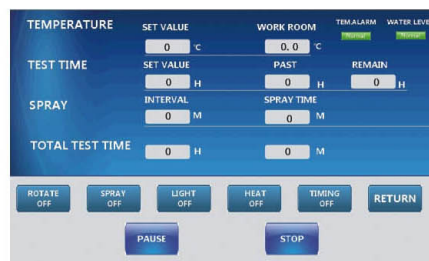 TEMPERATURE SET VALUE WORK ROOM TEM.ALARM WATER LEVE
0 ℃ 0.0 ℃ Normal Normal
TEST TIME SET VALUE PAST REMAIN
0 H 0 H 0 H
SPRAY INTERVAL SPRAY TIME
0 M 0 M
TOTAL TEST TIME 0 H 0 M
ROTATE OFF SPRAY OFF LIGHT OFF HEAT OFF TIMING OFF RETURN
PAUSE STOP